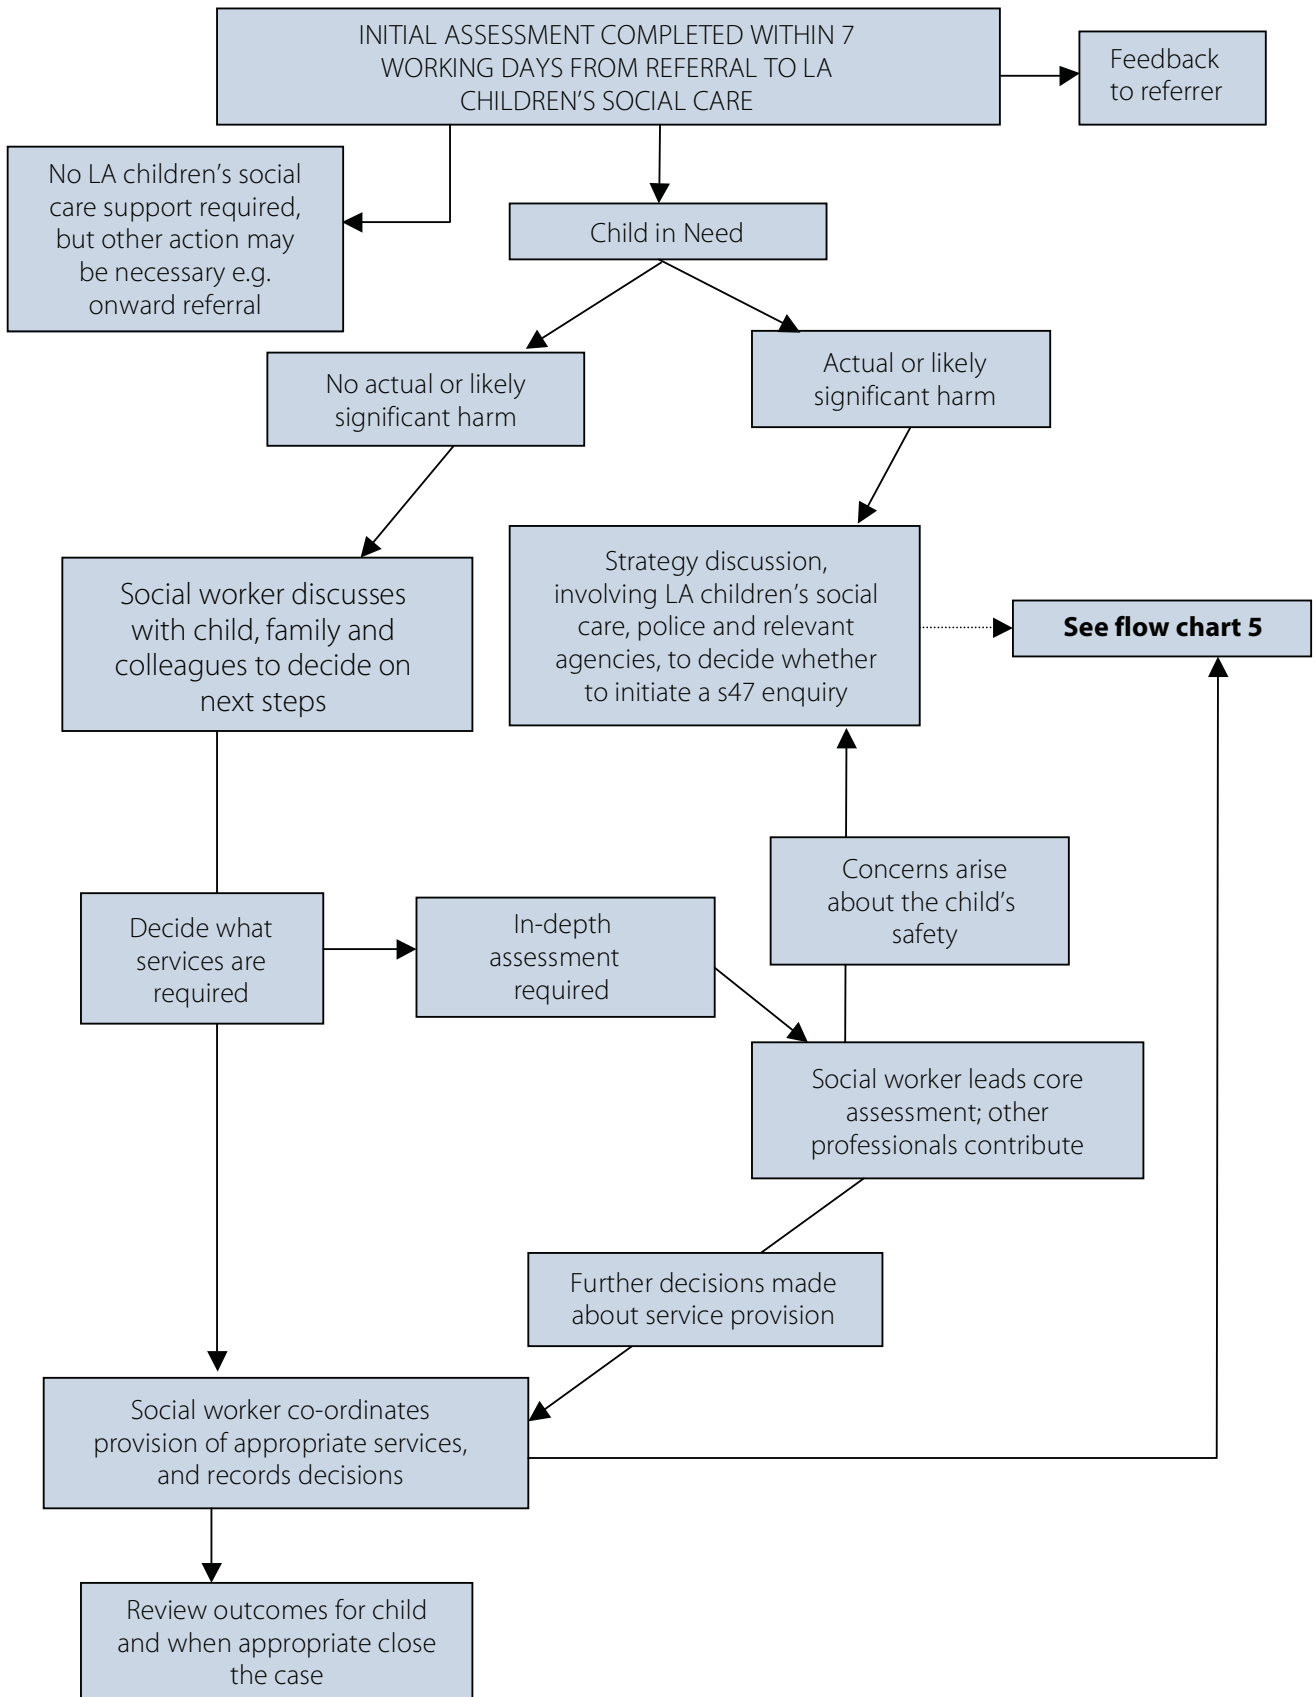 INITIAL ASSESSMENT COMPLETED WITHIN 7
WORKING DAYS FROM REFERRAL TO LA
CHILDREN’S SOCIAL CARE
Feedback
to referrer
No LA children’s social
care support required,
but other action may
be necessary e.g.
onward referral
Child in Need
No actual or likely
significant harm
Actual or likely
significant harm
Social worker discusses
with child, family and
colleagues to decide on
next steps
Strategy discussion,
involving LA children’s social
care, police and relevant
agencies, to decide whether
to initiate a s47 enquiry
See flow chart 5
Concerns arise
about the child’s
safety
Decide what
services are
required
In-depth
assessment
required
Social worker leads core
assessment; other
professionals contribute
Further decisions made
about service provision
Social worker co-ordinates
provision of appropriate services,
and records decisions
Review outcomes for child
and when appropriate close
the case